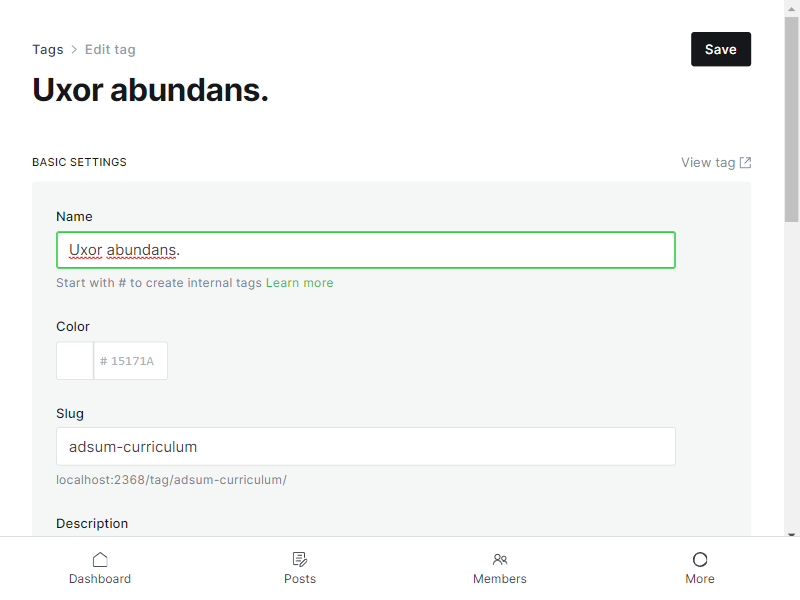 Tags > Edit tag
Save
Uxor abundans.
BASIC SETTINGS
View tag
Name
Uxor abundans.
Start with # to create internal tags Learn more
Color
# 15171A
Slug
adsum-curriculum
localhost:2368/tag/adsum-curriculum/
Description
Dashboard
Posts
Members
More